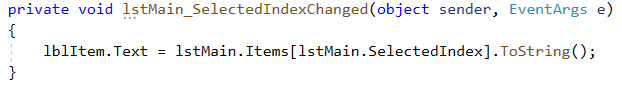 private void lstMain_SelectedIndexChanged(object sender, EventArgs e)
{
    lblItem.Text = lstMain.Items[lstMain.SelectedIndex].ToString();
}